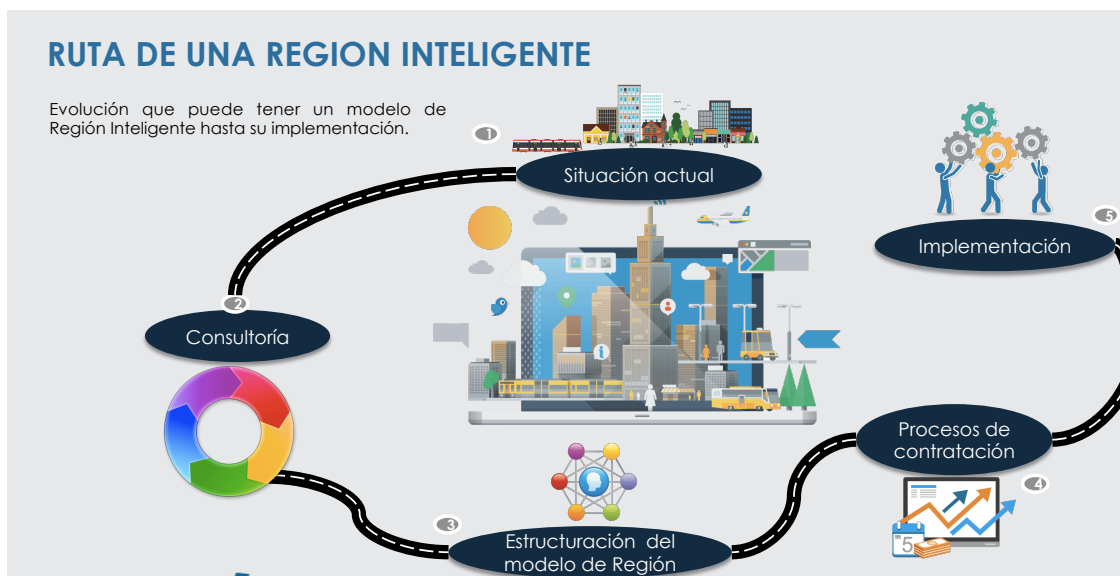 RUTA DE UNA REGION INTELIGENTE
Evolución que puede tener un modelo de
Región Inteligente hasta su implementación.
1
Situación actual
5
Implementación
2
Consultoría
Procesos de
contratación
4
5
3
Estructuración del
modelo de Región